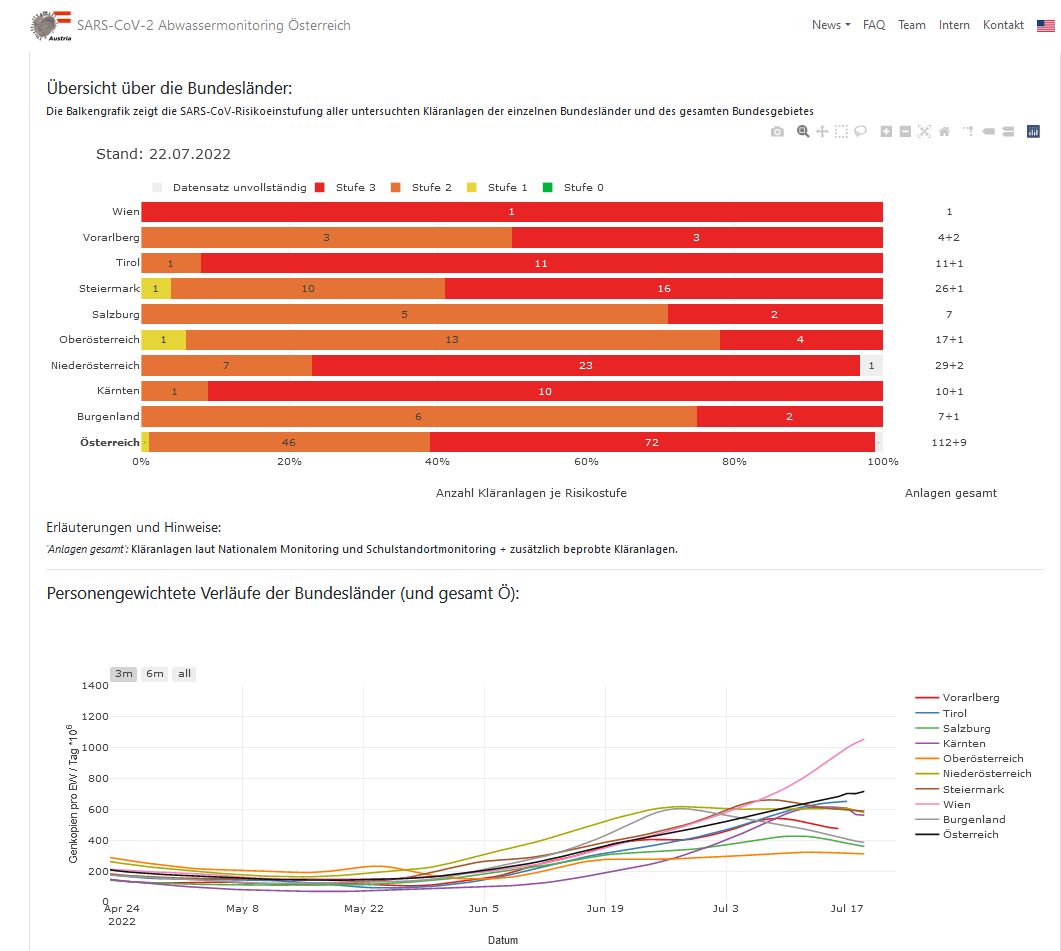 Austria
SARS-CoV-2 Abwassermonitoring Österreich
News FAQ Team Intern Kontakt
Übersicht über die Bundesländer:
Die Balkengrafik zeigt die SARS-CoV-Risikoeinstufung aller untersuchten Kläranlagen der einzelnen Bundesländer und des gesamten Bundesgebietes
Stand: 22.07.2022
Datensatz unvollständig Stufe 3 Stufe 2 Stufe 1 Stufe 0
Wien 1 1
Vorarlberg 3 3 4+2
Tirol 1 11 11+1
Steiermark 1 10 16 26+1
Salzburg 5 2 7
Oberösterreich 1 13 4 17+1
Niederösterreich 7 23 1 29+2
Kärnten 1 10 10+1
Burgenland 6 2 7+1
Österreich 46 72 112+9
0% 20% 40% 60% 80% 100%
Anzahl Kläranlagen je Risikostufe Anlagen gesamt
Erläuterungen und Hinweise:
'Anlagen gesamt': Kläranlagen laut Nationalem Monitoring und Schulstandortmonitoring + zusätzlich beprobte Kläranlagen.
Personengewichtete Verläufe der Bundesländer (und gesamt Ö):
3m 6m all
Genkopien pro EW / Tag *10⁶
1400
1200
1000
800
600
400
200
0
Apr 24 May 8 May 22 Jun 5 Jun 19 Jul 3 Jul 17
2022
Datum
Vorarlberg
Tirol
Salzburg
Kärnten
Oberösterreich
Niederösterreich
Steiermark
Wien
Burgenland
Österreich